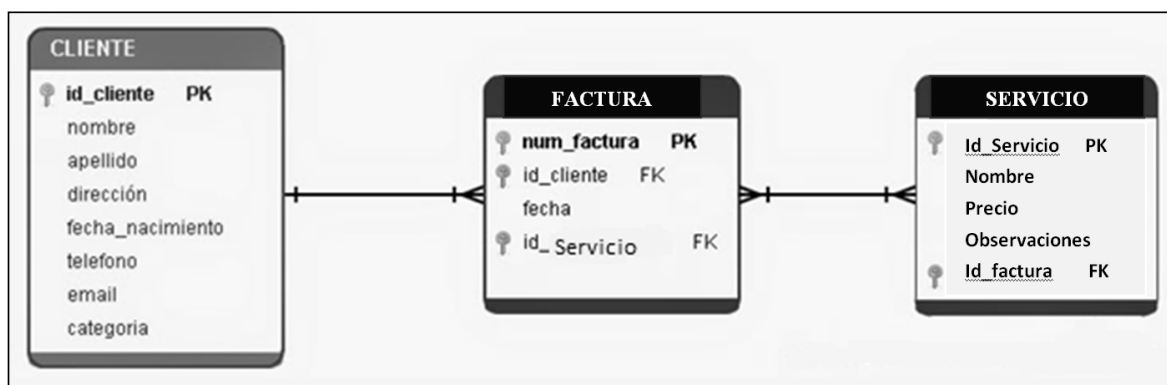 CLIENTE
id_cliente PK
nombre
apellido
dirección
fecha_nacimiento
telefono
email
categoria
FACTURA
num_factura PK
id_cliente FK
fecha
id_ Servicio FK
SERVICIO
Id_Servicio PK
Nombre
Precio
Observaciones
Id_factura FK